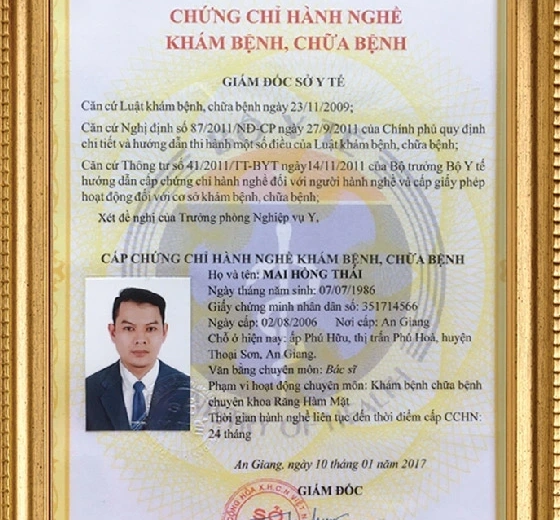 CHỨNG CHỈ HÀNH NGHỀ
KHÁM BỆNH, CHỮA BỆNH
GIÁM ĐỐC SỞ Y TẾ
Căn cứ Luật khám bệnh, chữa bệnh ngày 23/11/2009;
Căn cứ Nghị định số 87/2011/NĐ-CP ngày 27/9/2011 của Chính phủ quy định
chi tiết và hướng dẫn thi hành một số điều của Luật khám bệnh, chữa bệnh;
Căn cứ Thông tư số 41/2011/TT-BYT ngày14/11/2011 của Bộ trưởng Bộ Y tế
hướng dẫn cấp chứng chỉ hành nghề đối với người hành nghề và cấp giấy phép
hoạt động đối với cơ sở khám bệnh, chữa bệnh;
Xét đề nghị của Trưởng phòng Nghiệp vụ Y,
CẤP CHỨNG CHỈ HÀNH NGHỀ KHÁM BỆNH, CHỮA BỆNH
Họ và tên: MAI HỒNG THÁI
Ngày tháng năm sinh: 07/07/1986
Giấy chứng minh nhân dân số: 351714566
Ngày cấp: 02/08/2006 Nơi cấp: An Giang
Chỗ ở hiện nay: ấp Phú Hữu, thị trấn Phú Hoà, huyện
Thoại Sơn, An Giang.
Văn bằng chuyên môn: Bác sĩ
Phạm vi hoạt động chuyên môn: Khám bệnh chữa bệnh
chuyên khoa Răng Hàm Mặt
Thời gian hành nghề liên tục đến thời điểm cấp CCHN:
24 tháng
An Giang, ngày 10 tháng 01 năm 2017
GIÁM ĐỐC
SỞ